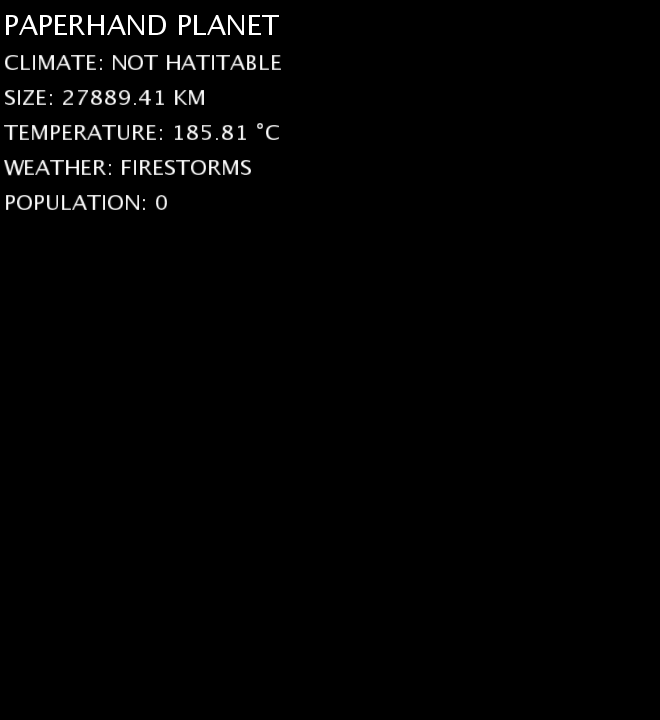 PAPERHAND PLANET
CLIMATE: NOT HATITABLE
SIZE: 27889.41 KM
TEMPERATURE: 185.81 °C
WEATHER: FIRESTORMS
POPULATION: 0